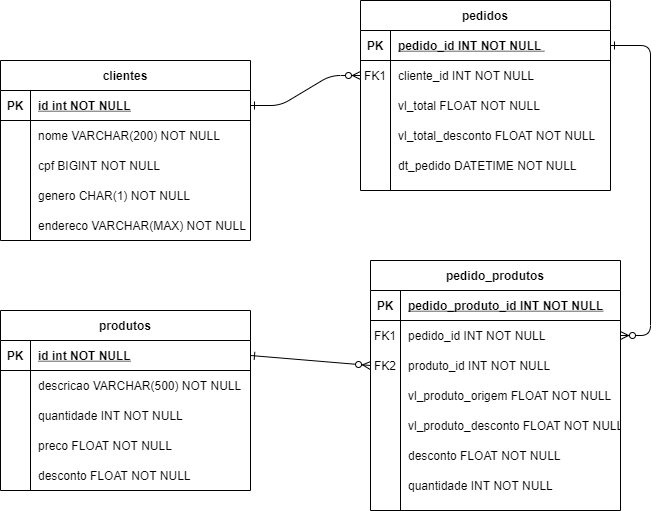 pedidos
PK pedido_id INT NOT NULL
FK1 cliente_id INT NOT NULL
vl_total FLOAT NOT NULL
vl_total_desconto FLOAT NOT NULL
dt_pedido DATETIME NOT NULL
clientes
PK id int NOT NULL
nome VARCHAR(200) NOT NULL
cpf BIGINT NOT NULL
genero CHAR(1) NOT NULL
endereco VARCHAR(MAX) NOT NULL
pedido_produtos
PK pedido_produto_id INT NOT NULL
FK1 pedido_id INT NOT NULL
FK2 produto_id INT NOT NULL
vl_produto_origem FLOAT NOT NULL
vl_produto_desconto FLOAT NOT NULL
desconto FLOAT NOT NULL
quantidade INT NOT NULL
produtos
PK id int NOT NULL
descricao VARCHAR(500) NOT NULL
quantidade INT NOT NULL
preco FLOAT NOT NULL
desconto FLOAT NOT NULL